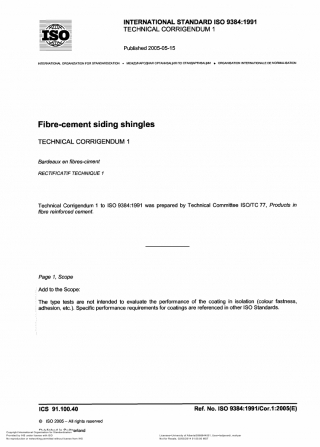 ISO
INTERNATIONAL STANDARD ISO 9384:1991
TECHNICAL CORRIGENDUM 1
Published 2005-05-15
INTERNATIONAL ORGANIZATION FOR STANDARDIZATION • МЕЖДУНАРОДНАЯ ОРГАНИЗАЦИЯ ПО СТАНДАРТИЗАЦИИ • ORGANISATION INTERNATIONALE DE NORMALISATION
Fibre-cement siding shingles
TECHNICAL CORRIGENDUM 1
Bardeaux en fibres-ciment
RECTIFICATIF TECHNIQUE 1
Technical Corrigendum 1 to ISO 9384:1991 was prepared by Technical Committee ISO/TC 77, Products in
fibre reinforced cement.
Page 1, Scope
Add to the Scope:
The type tests are not intended to evaluate the performance of the coating in isolation (colour fastness,
adhesion, etc.). Specific performance requirements for coatings are referenced in other ISO Standards.
ICS 91.100.40
Ref. No. ISO 9384:1991/Cor.1:2005(E)
© ISO 2005 – All rights reserved